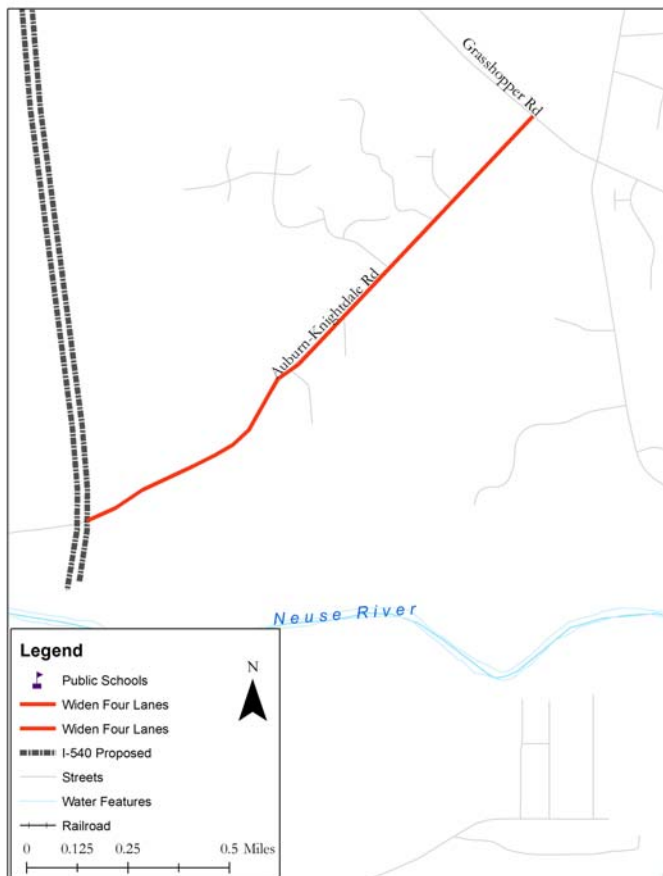 Grasshopper Rd
Auburn-Knightdale Rd
Neuse River
Legend
N
Public Schools
Widen Four Lanes
Widen Four Lanes
I-540 Proposed
Streets
Water Features
Railroad
0 0.125 0.25 0.5 Miles